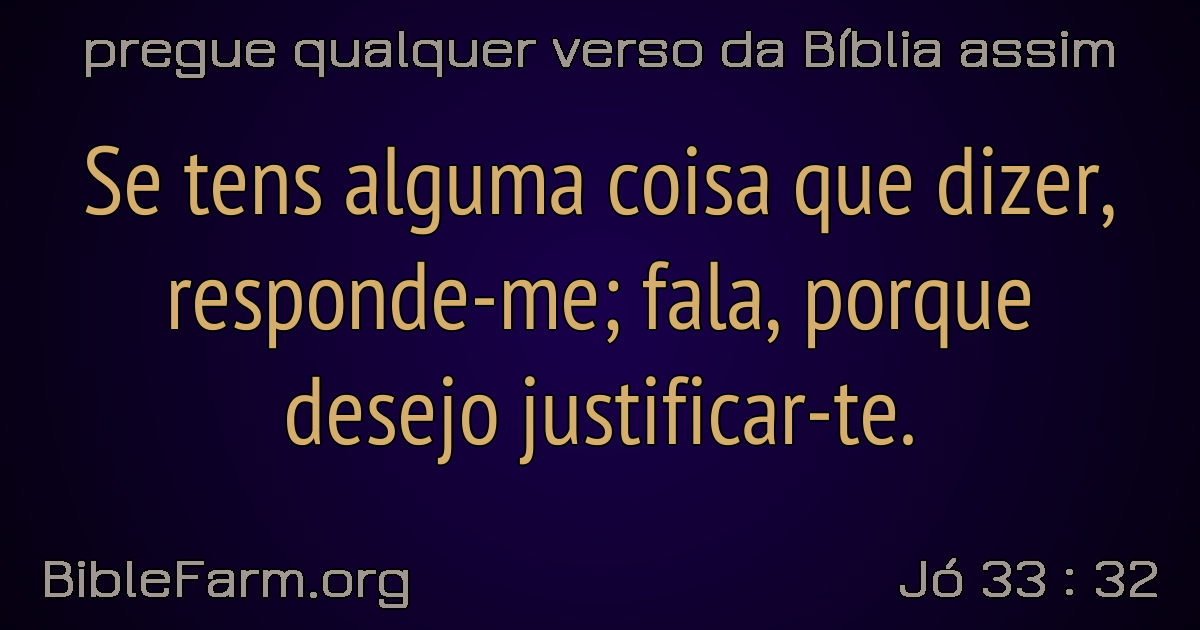 pregue qualquer verso da Bíblia assim
Se tens alguma coisa que dizer,
responde-me; fala, porque
desejo justificar-te.
BibleFarm.org
Jó 33 : 32